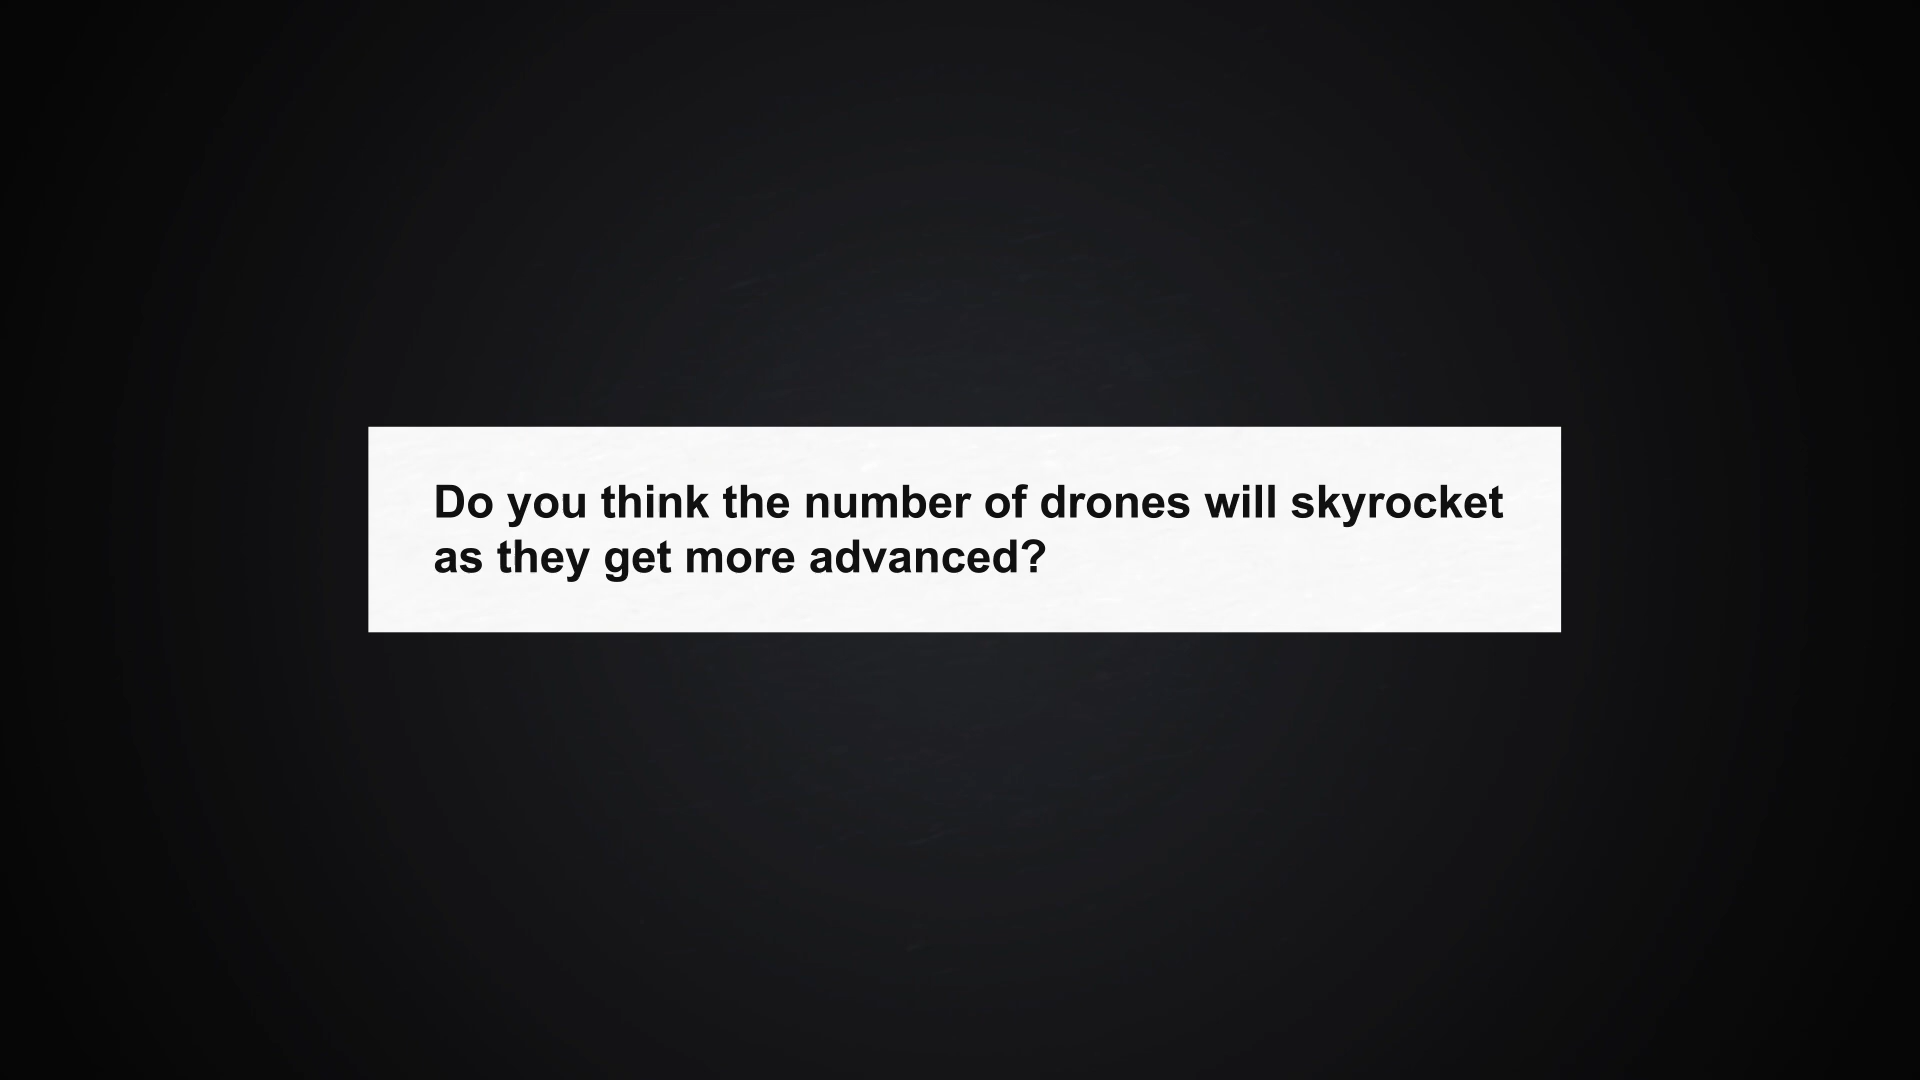 Do you think the number of drones will skyrocket
as they get more advanced?